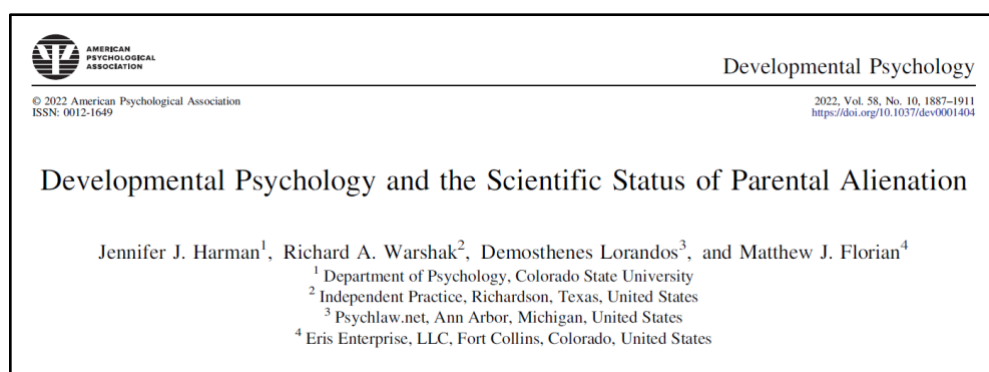 AMERICAN
PSYCHOLOGICAL
ASSOCIATION
Developmental Psychology
© 2022 American Psychological Association
ISSN: 0012-1649
2022, Vol. 58, No. 10, 1887–1911
https://doi.org/10.1037/dev0001404
Developmental Psychology and the Scientific Status of Parental Alienation
Jennifer J. Harman1, Richard A. Warshak2, Demosthenes Lorandos3, and Matthew J. Florian4
1 Department of Psychology, Colorado State University
2 Independent Practice, Richardson, Texas, United States
3 Psychlaw.net, Ann Arbor, Michigan, United States
4 Eris Enterprise, LLC, Fort Collins, Colorado, United States